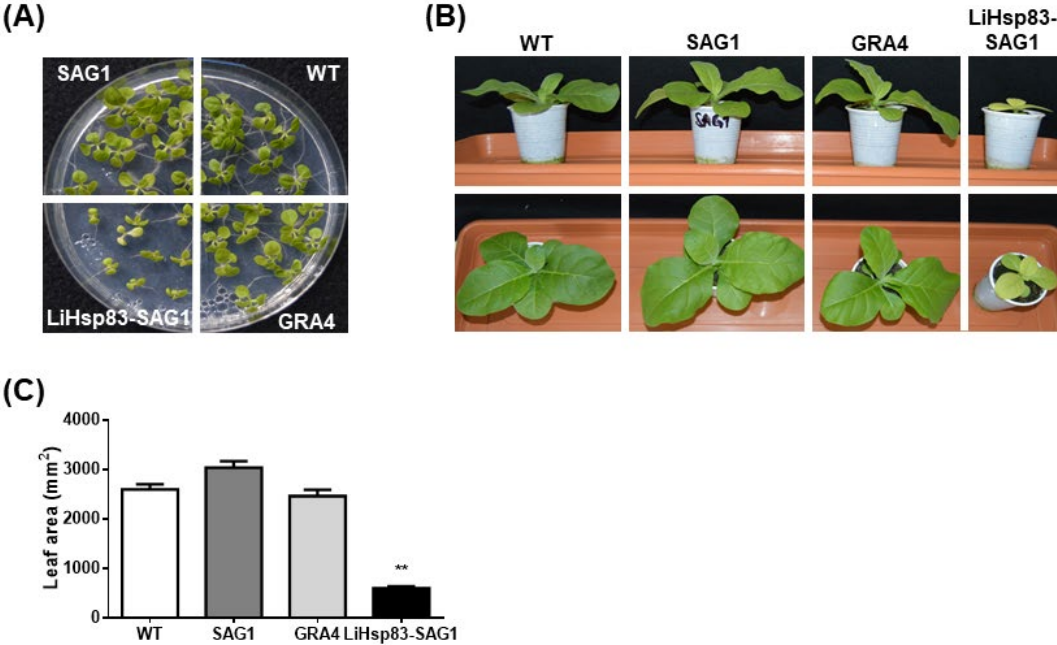 (A)
SAG1
WT
LiHsp83-SAG1
GRA4
(B)
WT
SAG1
GRA4
LiHsp83-
SAG1
SAG1
(C)
4000
3000
2000
1000
0
Leaf area (mm²)
**
WT
SAG1
GRA4
LiHsp83-SAG1